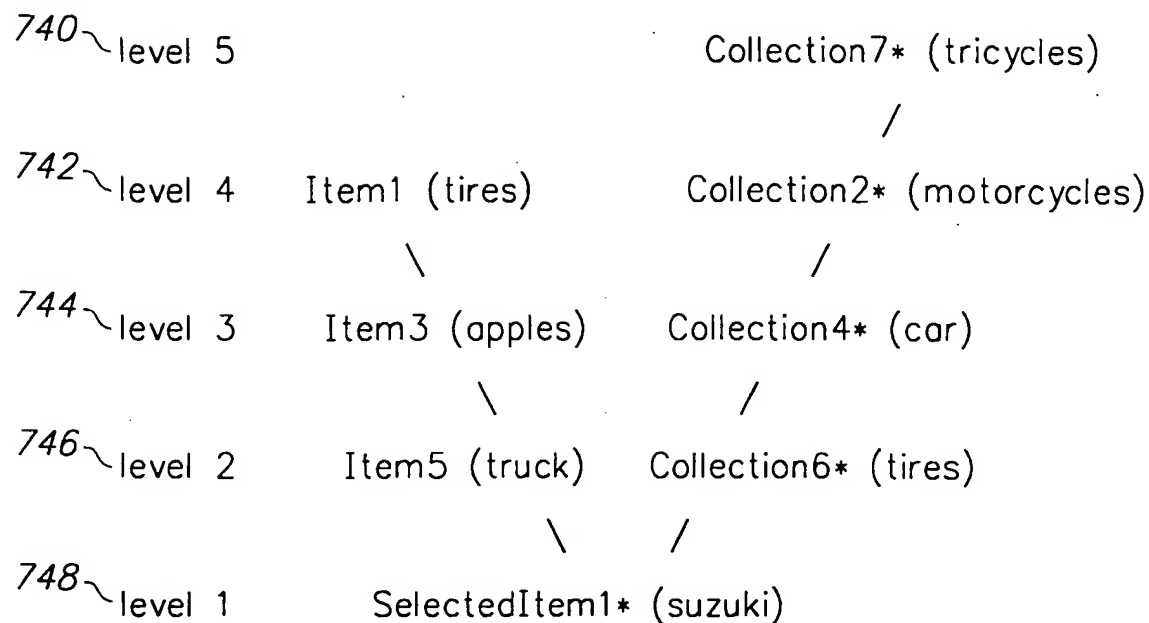 740 level 5 Collection7* (tricycles)
/
742 level 4 Item1 (tires) Collection2* (motorcycles)
\ /
744 level 3 Item3 (apples) Collection4* (car)
\ /
746 level 2 Item5 (truck) Collection6* (tires)
\ /
748 level 1 SelectedItem1* (suzuki)